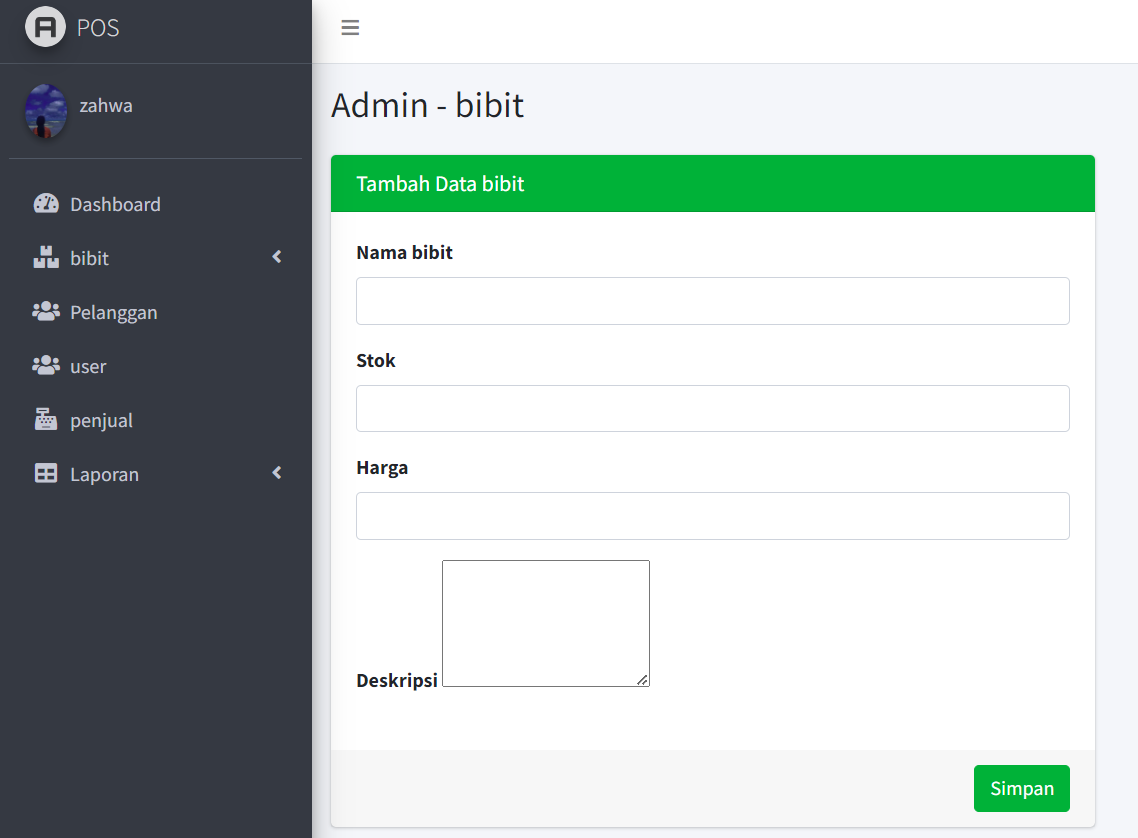 POS
zahwa
Dashboard
bibit
Pelanggan
user
penjual
Laporan
Admin - bibit
Tambah Data bibit
Nama bibit
Stok
Harga
Deskripsi
Simpan